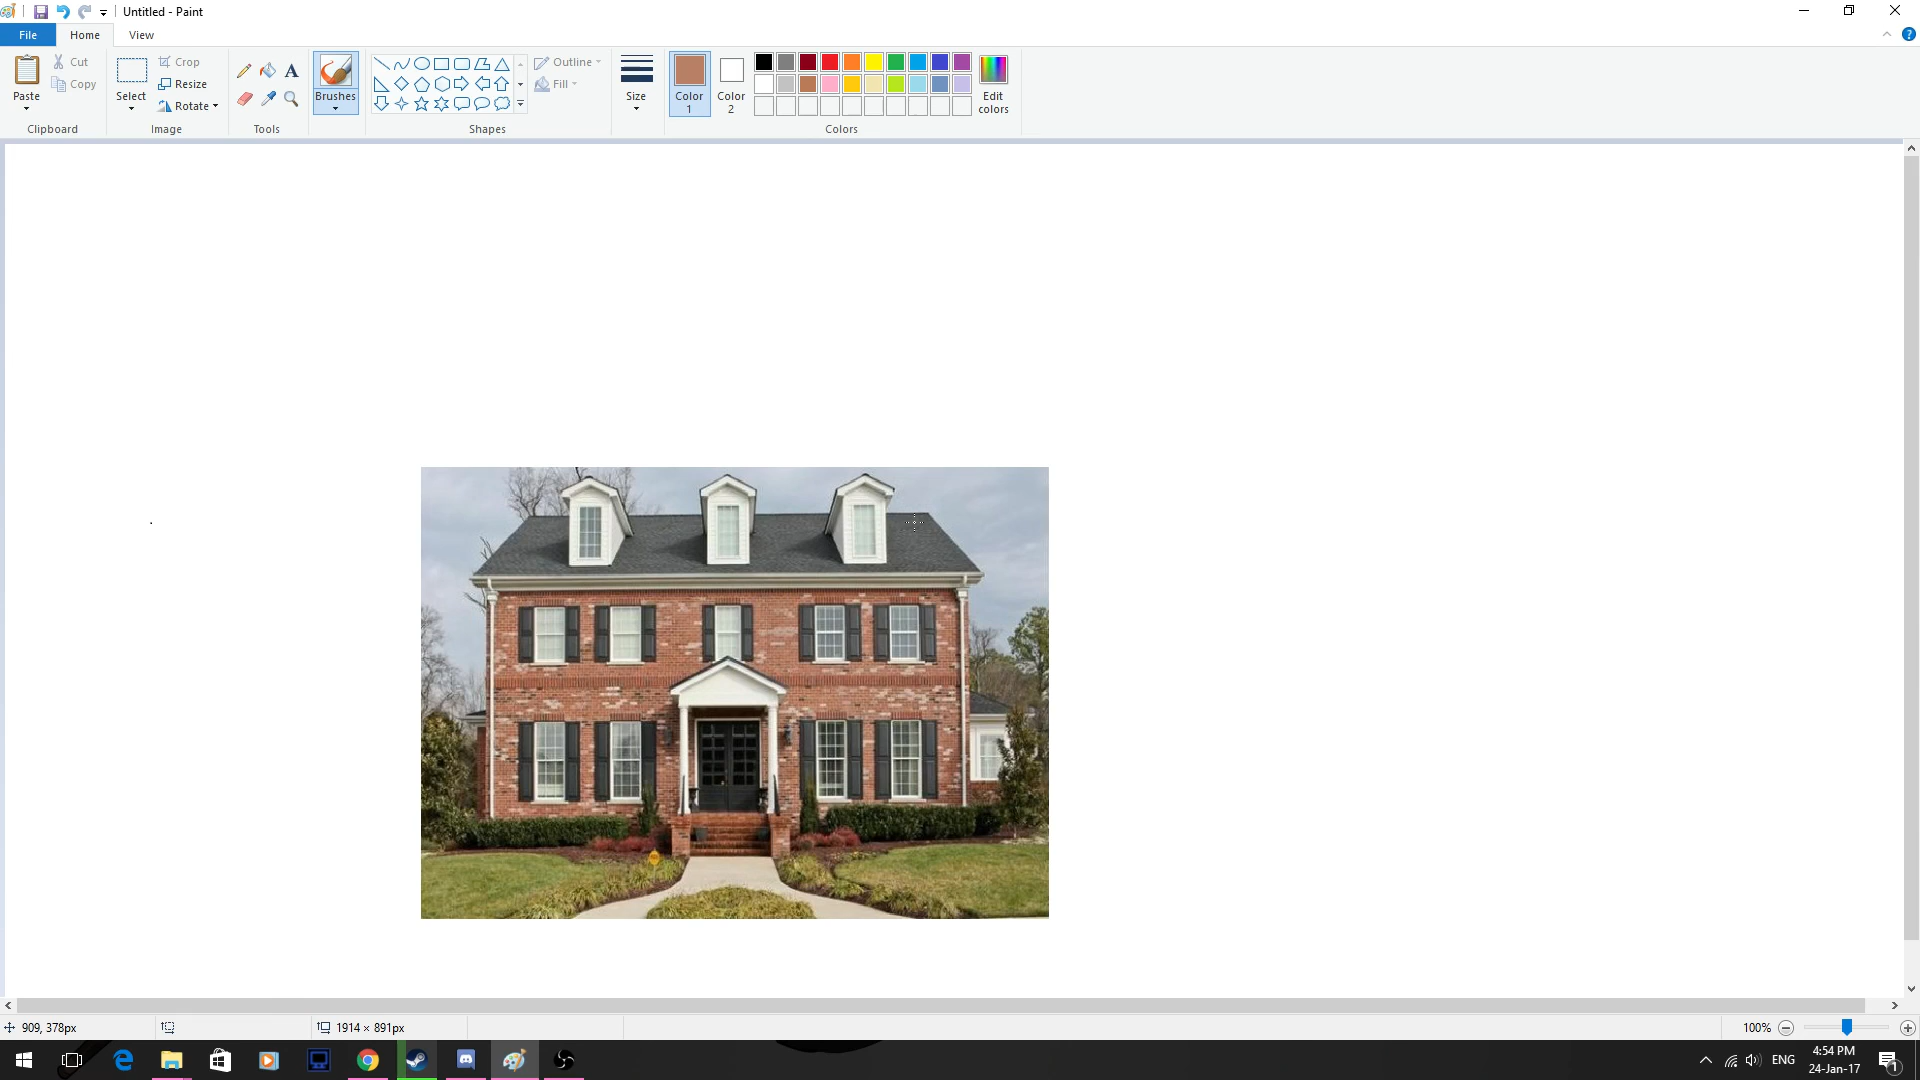 Untitled - Paint
File Home View
Paste
Cut
Copy
Clipboard
Select
Crop
Resize
Rotate
Image
Tools
Brushes
Outline
Fill
Shapes
Size
Color 1
Color 2
Edit colors
Colors
909, 378px
1914 × 891px
100%
ENG
4:54 PM
24-Jan-17
1